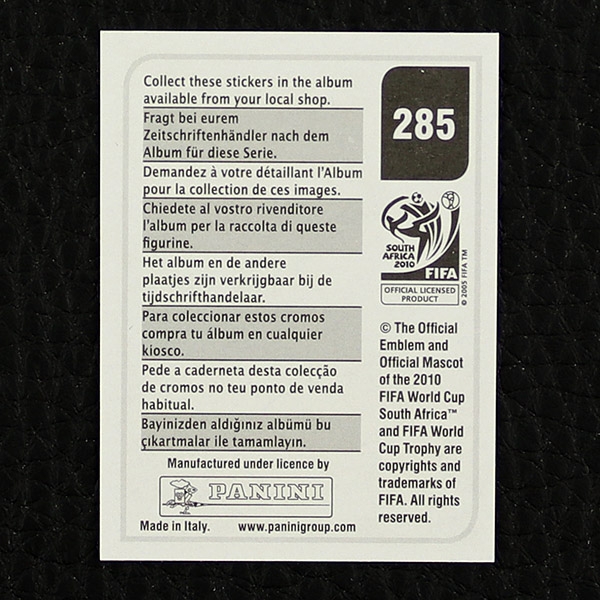 Collect these stickers in the album
available from your local shop.
Fragt bei eurem
Zeitschriftenhändler nach dem
Album für diese Serie.
Demandez à votre détaillant l'Album
pour la collection de ces images.
Chiedete al vostro rivenditore
l'album per la raccolta di queste
figurine.
Het album en de andere
plaatjes zijn verkrijgbaar bij de
tijdschrifthandelaar.
Para coleccionar estos cromos
compra tu álbum en cualquier
kiosco.
Pede a caderneta desta colecção
de cromos no teu ponto de venda
habitual.
Bayinizden aldığınız albümü bu
çıkartmalar ile tamamlayın.
Manufactured under licence by
PANINI
Made in Italy. www.paninigroup.com
285
SOUTH
AFRICA
2010
FIFA
OFFICIAL LICENSED
PRODUCT
© 2005 FIFA TM
© The Official
Emblem and
Official Mascot
of the 2010
FIFA World Cup
South Africa™
and FIFA World
Cup Trophy are
copyrights and
trademarks of
FIFA. All rights
reserved.